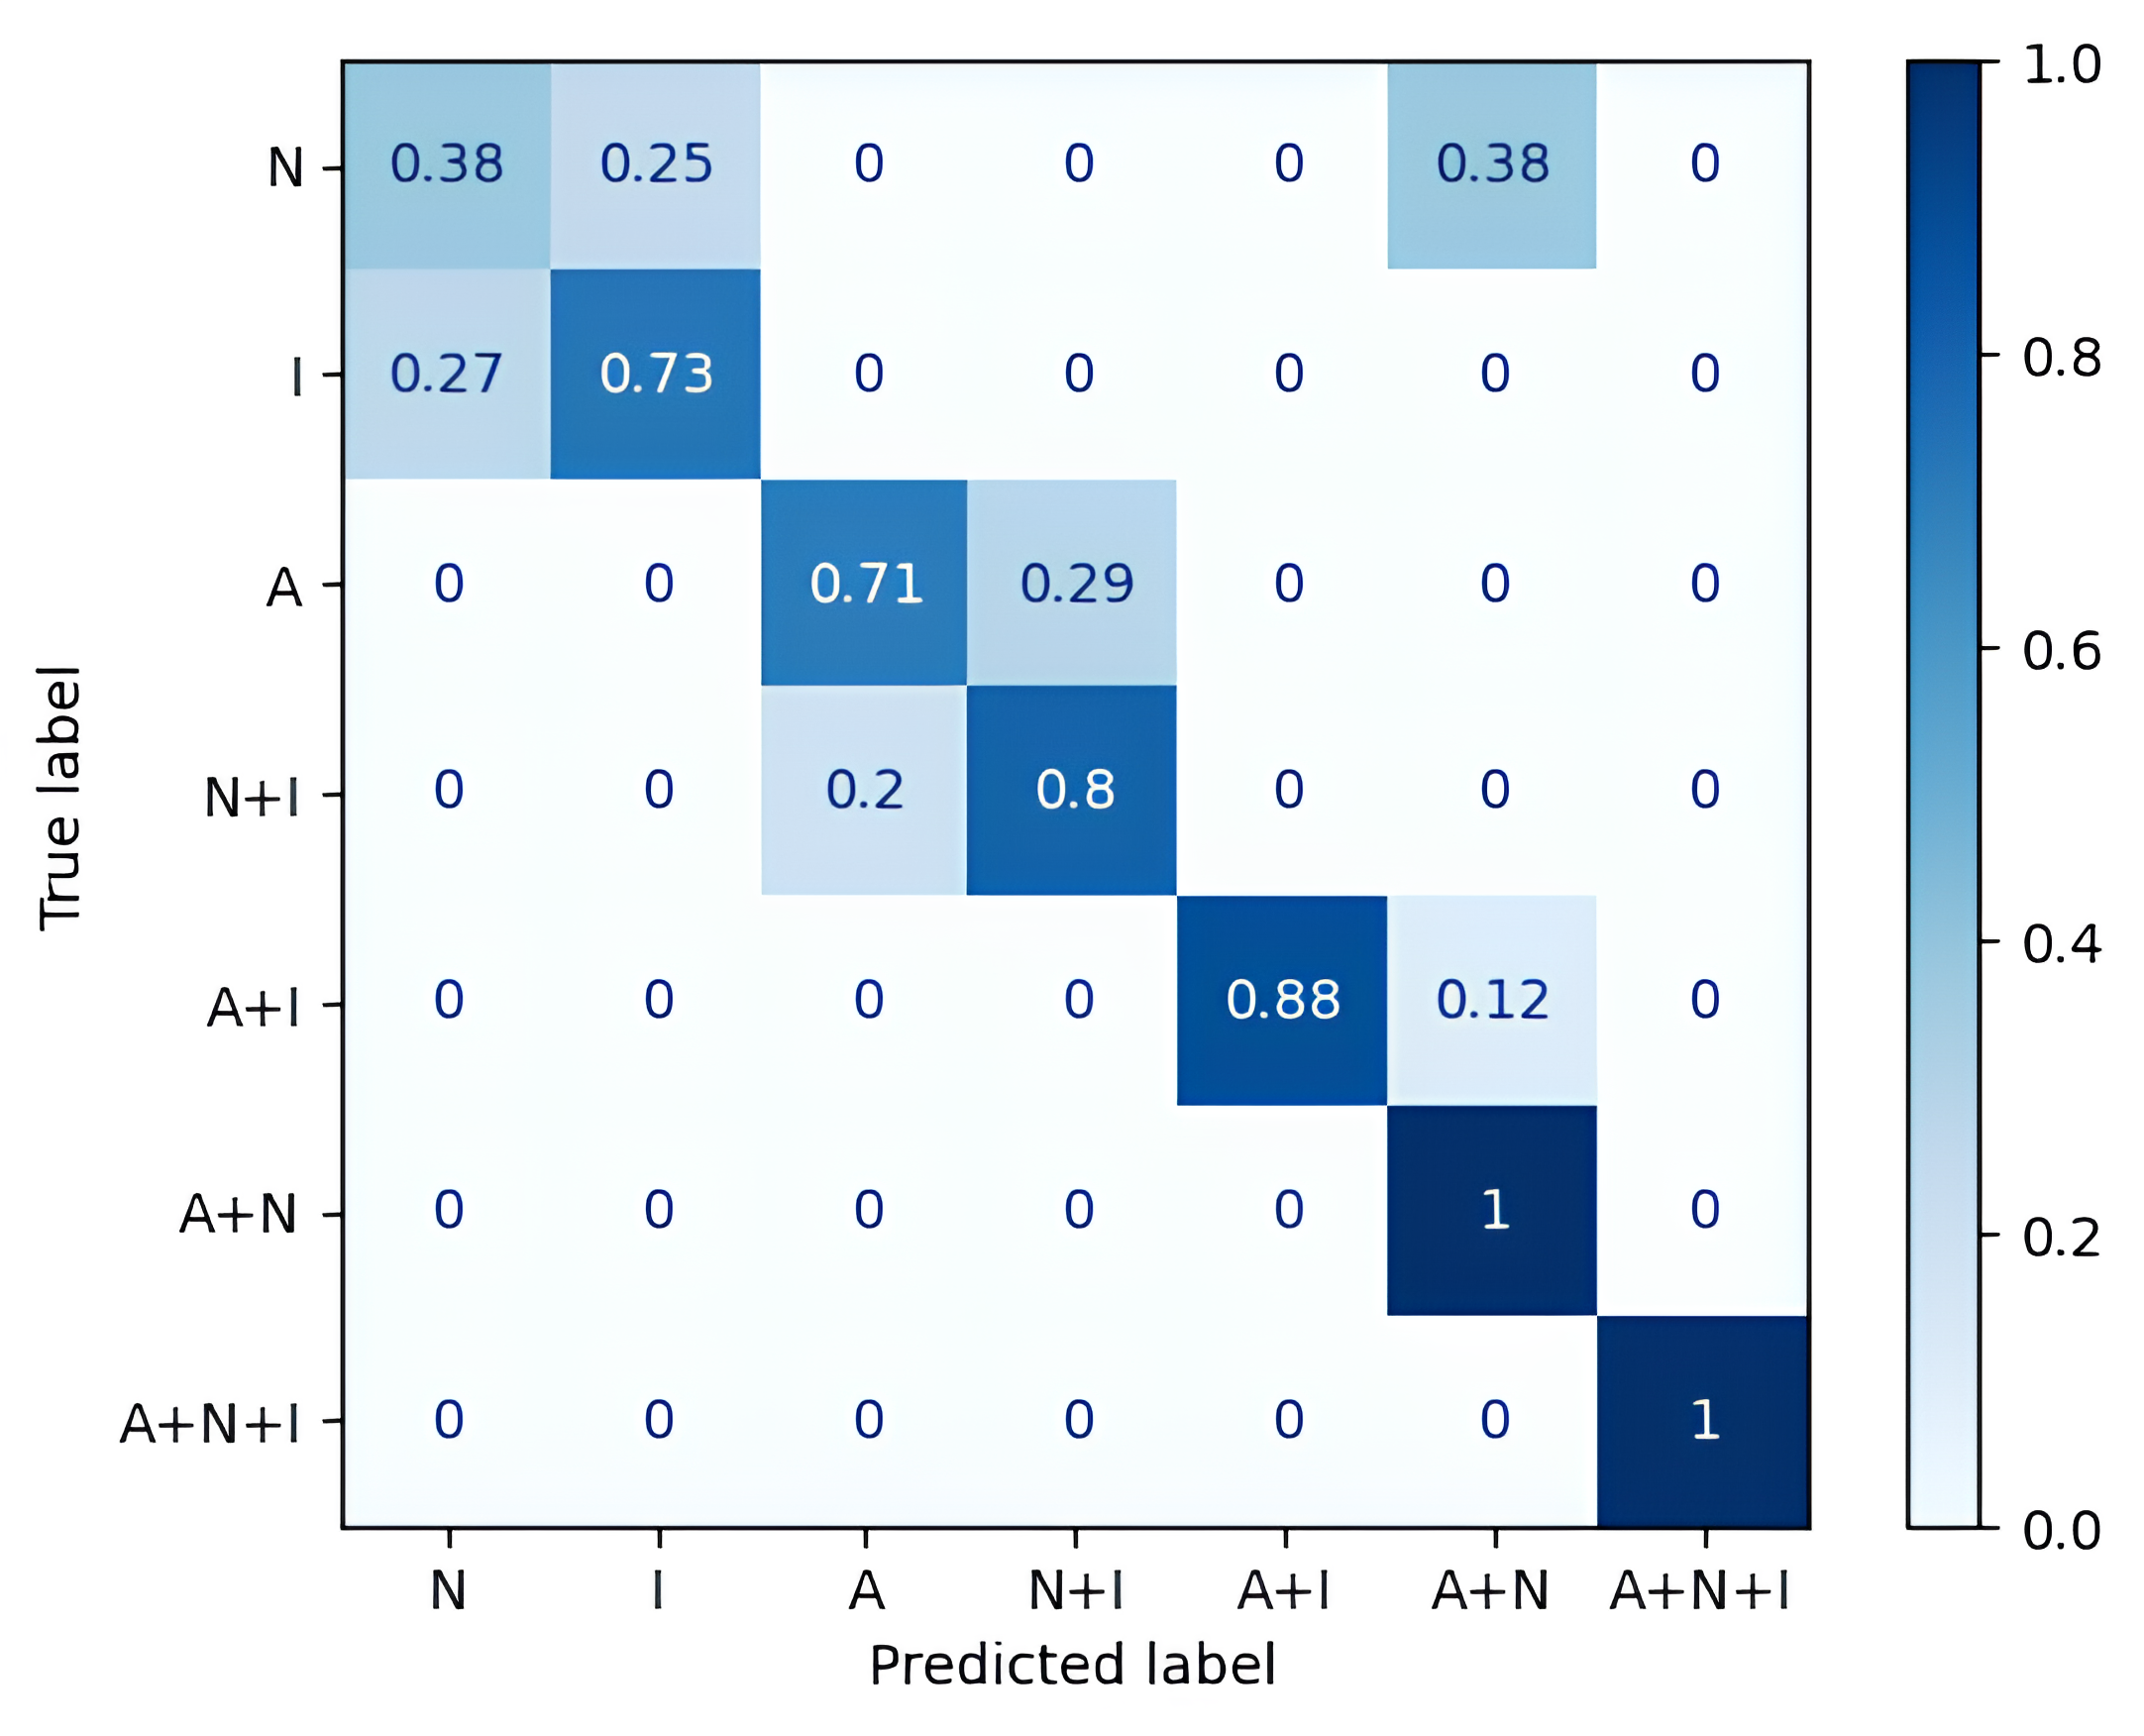 N 0.38 0.25 0 0 0 0.38 0
I 0.27 0.73 0 0 0 0 0
A 0 0 0.71 0.29 0 0 0
N+I 0 0 0.2 0.8 0 0 0
A+I 0 0 0 0 0.88 0.12 0
A+N 0 0 0 0 0 1 0
A+N+I 0 0 0 0 0 0 1
N I A N+I A+I A+N A+N+I
True label
Predicted label
1.0
0.8
0.6
0.4
0.2
0.0